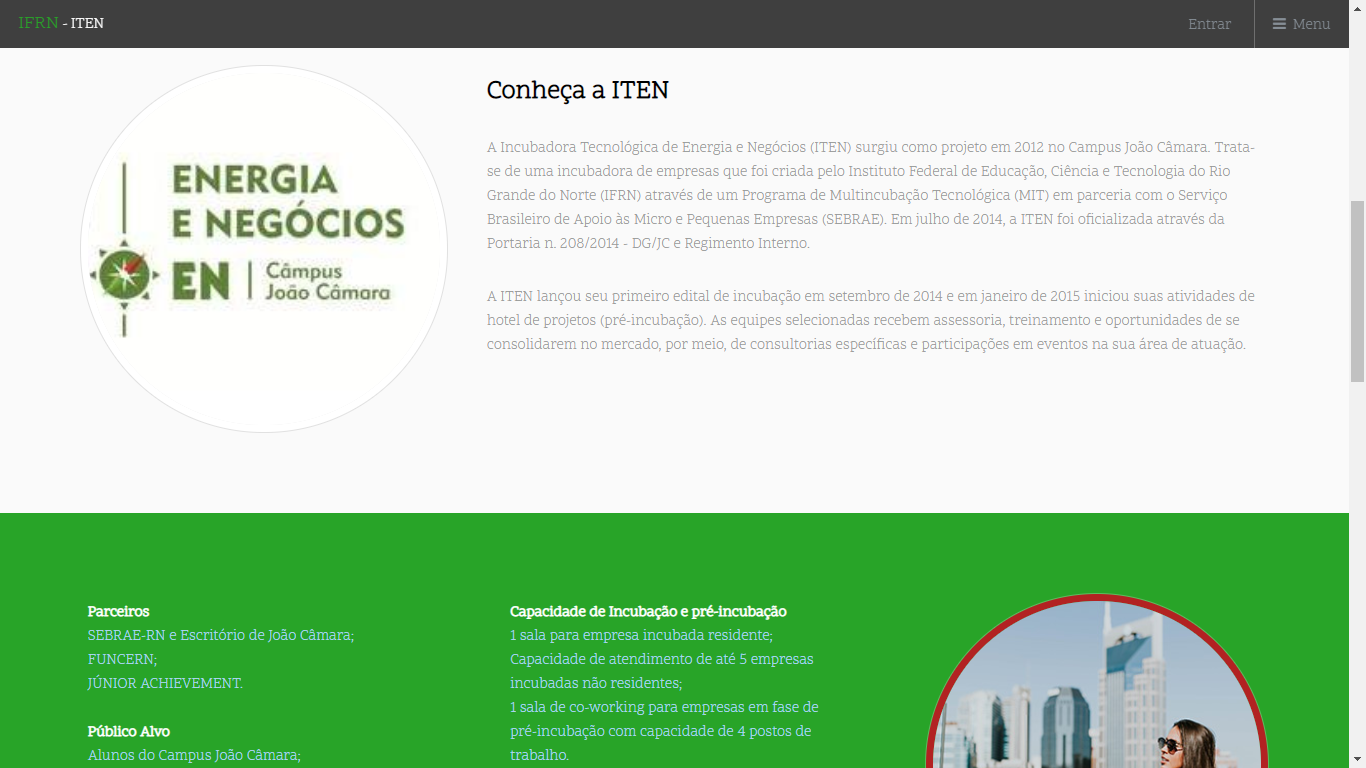 IFRN - ITEN
Entrar
Menu
ENERGIA
E NEGÓCIOS
EN
Câmpus
João Câmara
Conheça a ITEN
A Incubadora Tecnológica de Energia e Negócios (ITEN) surgiu como projeto em 2012 no Campus João Câmara. Trata-
se de uma incubadora de empresas que foi criada pelo Instituto Federal de Educação, Ciência e Tecnologia do Rio
Grande do Norte (IFRN) através de um Programa de Multincubação Tecnológica (MIT) em parceria com o Serviço
Brasileiro de Apoio às Micro e Pequenas Empresas (SEBRAE). Em julho de 2014, a ITEN foi oficializada através da
Portaria n. 208/2014 - DG/JC e Regimento Interno.
A ITEN lançou seu primeiro edital de incubação em setembro de 2014 e em janeiro de 2015 iniciou suas atividades de
hotel de projetos (pré-incubação). As equipes selecionadas recebem assessoria, treinamento e oportunidades de se
consolidarem no mercado, por meio, de consultorias específicas e participações em eventos na sua área de atuação.
Parceiros
SEBRAE-RN e Escritório de João Câmara;
FUNCERN;
JÚNIOR ACHIEVEMENT.
Público Alvo
Alunos do Campus João Câmara;
Capacidade de Incubação e pré-incubação
1 sala para empresa incubada residente;
Capacidade de atendimento de até 5 empresas
incubadas não residentes;
1 sala de co-working para empresas em fase de
pré-incubação com capacidade de 4 postos de
trabalho.